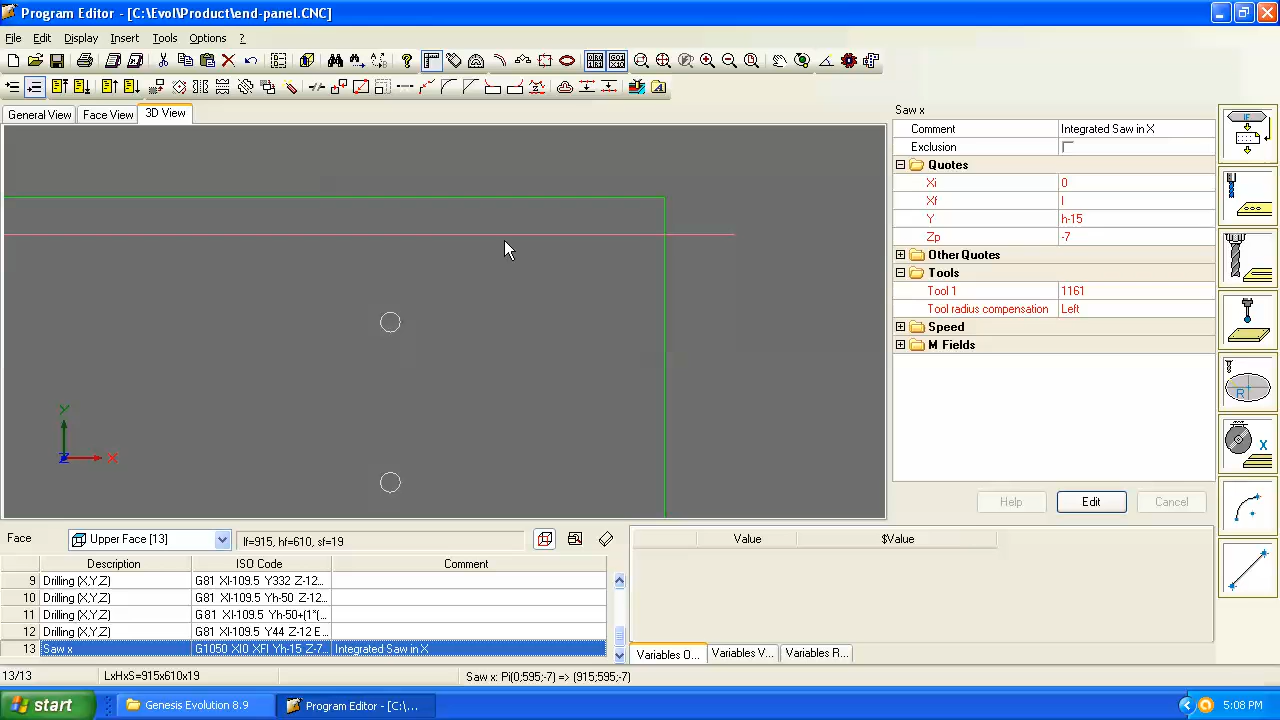 Program Editor - [C:\Evol\Product\end-panel.CNC]
File Edit Display Insert Tools Options ?
General View Face View 3D View
Y
X
Z
Saw x
Comment Integrated Saw in X
Exclusion
Quotes
Xi 0
Xf l
Y h-15
Zp -7
Other Quotes
Tools
Tool 1 1161
Tool radius compensation Left
Speed
M Fields
Help Edit Cancel
IF
R
X
Face Upper Face [13] lf=915, hf=610, sf=19
Description ISO Code Comment
9 Drilling (X,Y,Z) G81 Xl-109.5 Y332 Z-12...
10 Drilling (X,Y,Z) G81 Xl-109.5 Yh-50 Z-12...
11 Drilling (X,Y,Z) G81 Xl-109.5 Yh-50+(1*(...
12 Drilling (X,Y,Z) G81 Xl-109.5 Y44 Z-12 E...
13 Saw x G1050 XI0 XFl Yh-15 Z-7... Integrated Saw in X
Value $Value
Variables O... Variables V... Variables R...
13/13 LxHxS=915x610x19 Saw x: Pi(0;595;-7) => (915;595;-7)
start Genesis Evolution 8.9 Program Editor - [C:\... 5:08 PM